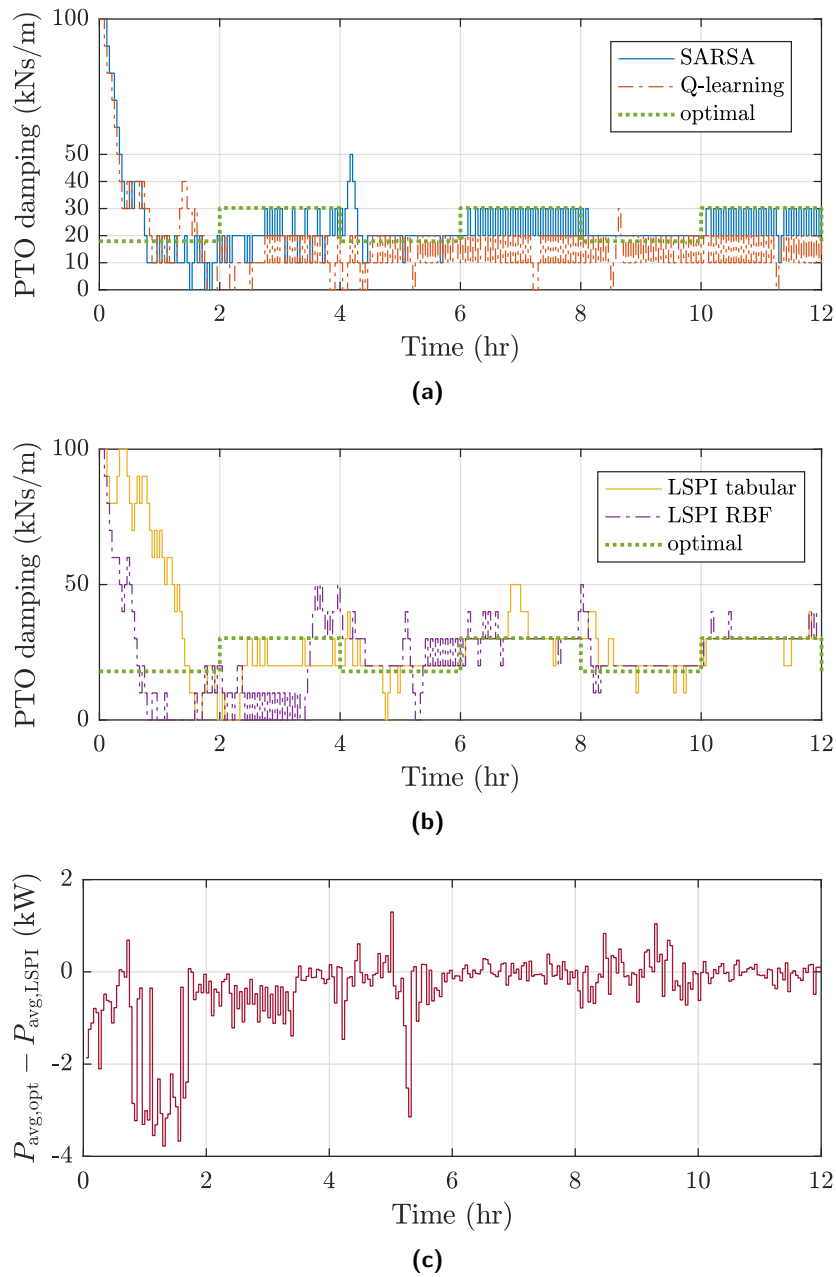 100
50
40
30
20
10
0
PTO damping (kNs/m)
SARSA
Q-learning
optimal
0 2 4 6 8 10 12
Time (hr)
(a)
100
50
0
PTO damping (kNs/m)
LSPI tabular
LSPI RBF
optimal
0 2 4 6 8 10 12
Time (hr)
(b)
2
0
-2
-4
P_avg,opt − P_avg,LSPI (kW)
0 2 4 6 8 10 12
Time (hr)
(c)